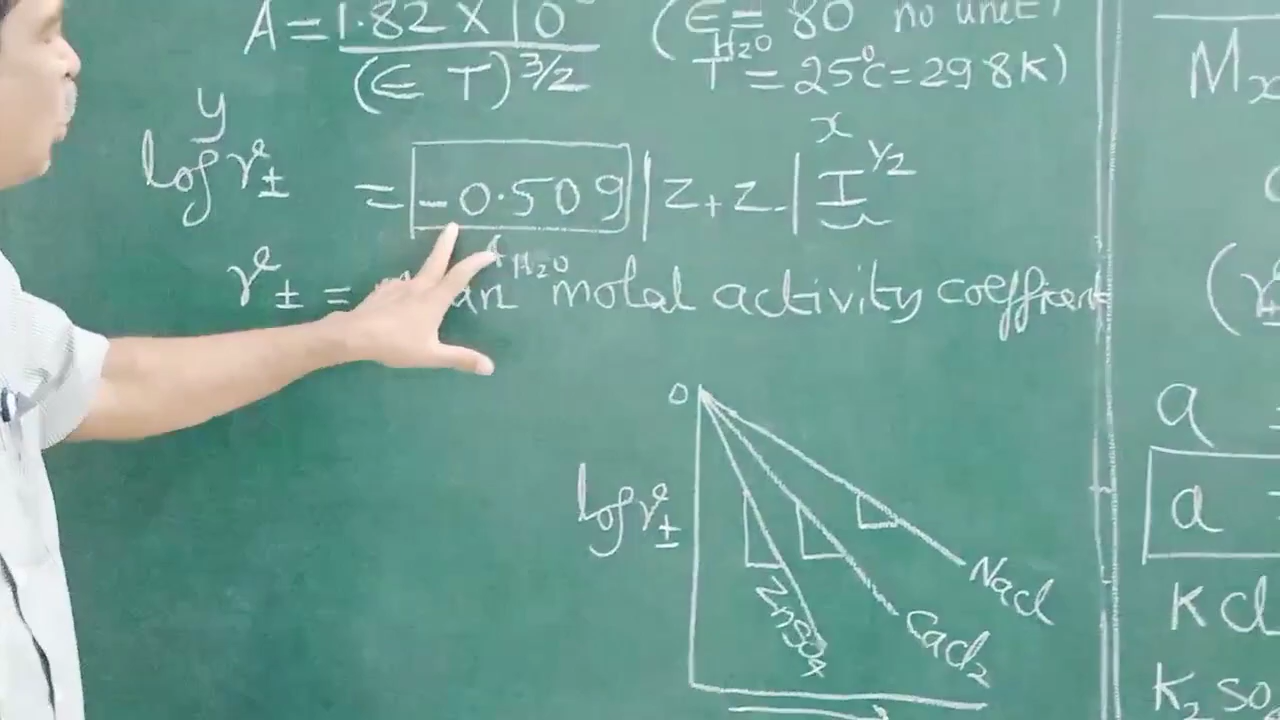 A = 1.82 X 10
(Є T)^3/2
(Є = 80 no unit)
H₂O
T = 25°C = 298K)
y
x
log γ± = -0.509 |Z+ Z-| I^1/2
H₂O
γ± = mean molal activity coefficient
0
log γ±
NaCl
CaCl₂
ZnSO₄
Mx
(γ±
a =
a =
KCl
K₂SO₄